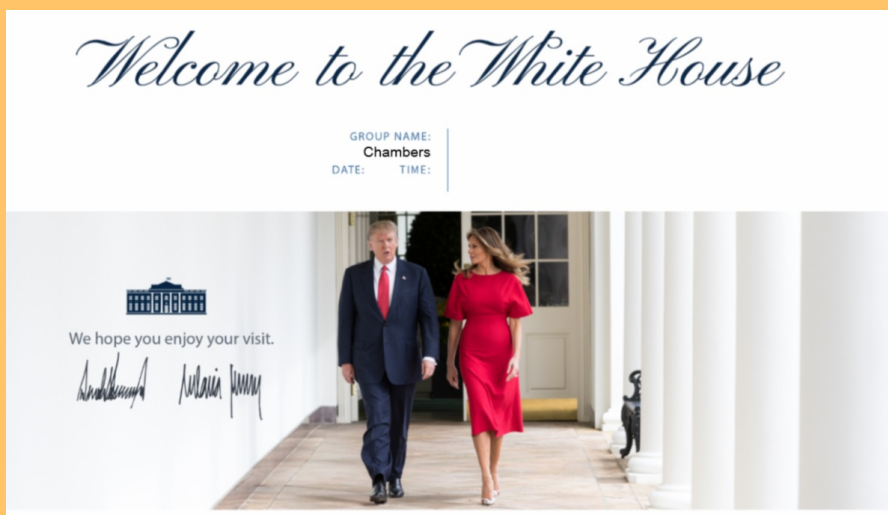 Welcome to the White House
GROUP NAME:
Chambers
DATE: TIME:
We hope you enjoy your visit.